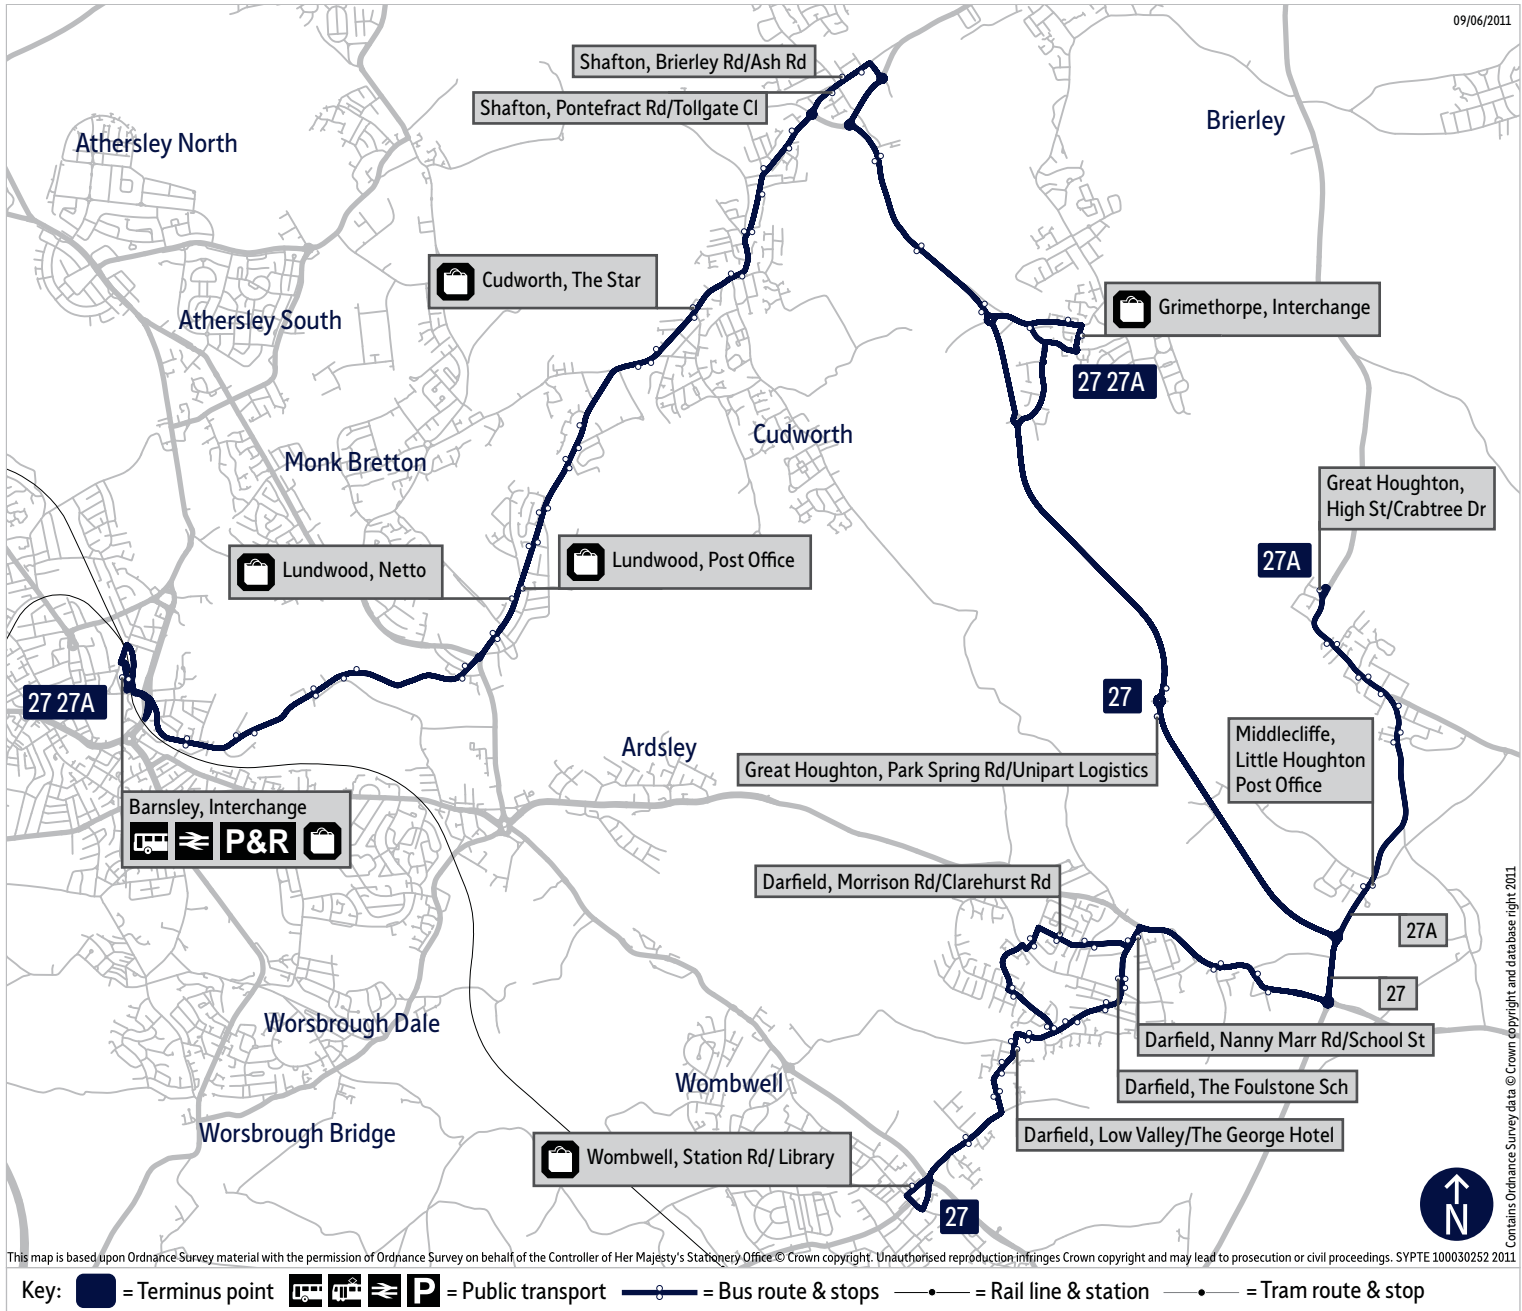 09/06/2011
Shafton, Brierley Rd/Ash Rd
Shafton, Pontefract Rd/Tollgate Cl
Brierley
Athersley North
Cudworth, The Star
Grimethorpe, Interchange
Athersley South
27 27A
Cudworth
Monk Bretton
Great Houghton,
High St/Crabtree Dr
Lundwood, Netto
Lundwood, Post Office
27A
27 27A
27
Ardsley
Middlecliffe,
Little Houghton
Post Office
Great Houghton, Park Spring Rd/Unipart Logistics
Barnsley, Interchange
P&R
Darfield, Morrison Rd/Clarehurst Rd
27A
27
Worsbrough Dale
Darfield, Nanny Marr Rd/School St
Wombwell
Darfield, The Foulstone Sch
Worsbrough Bridge
Darfield, Low Valley/The George Hotel
Wombwell, Station Rd/ Library
27
N
Contains Ordnance Survey data © Crown copyright and database right 2011
This map is based upon Ordnance Survey material with the permission of Ordnance Survey on behalf of the Controller of Her Majesty's Stationery Office © Crown copyright. Unauthorised reproduction infringes Crown copyright and may lead to prosecution or civil proceedings. SYPTE 100030252 2011
Key: = Terminus point P = Public transport = Bus route & stops = Rail line & station = Tram route & stop